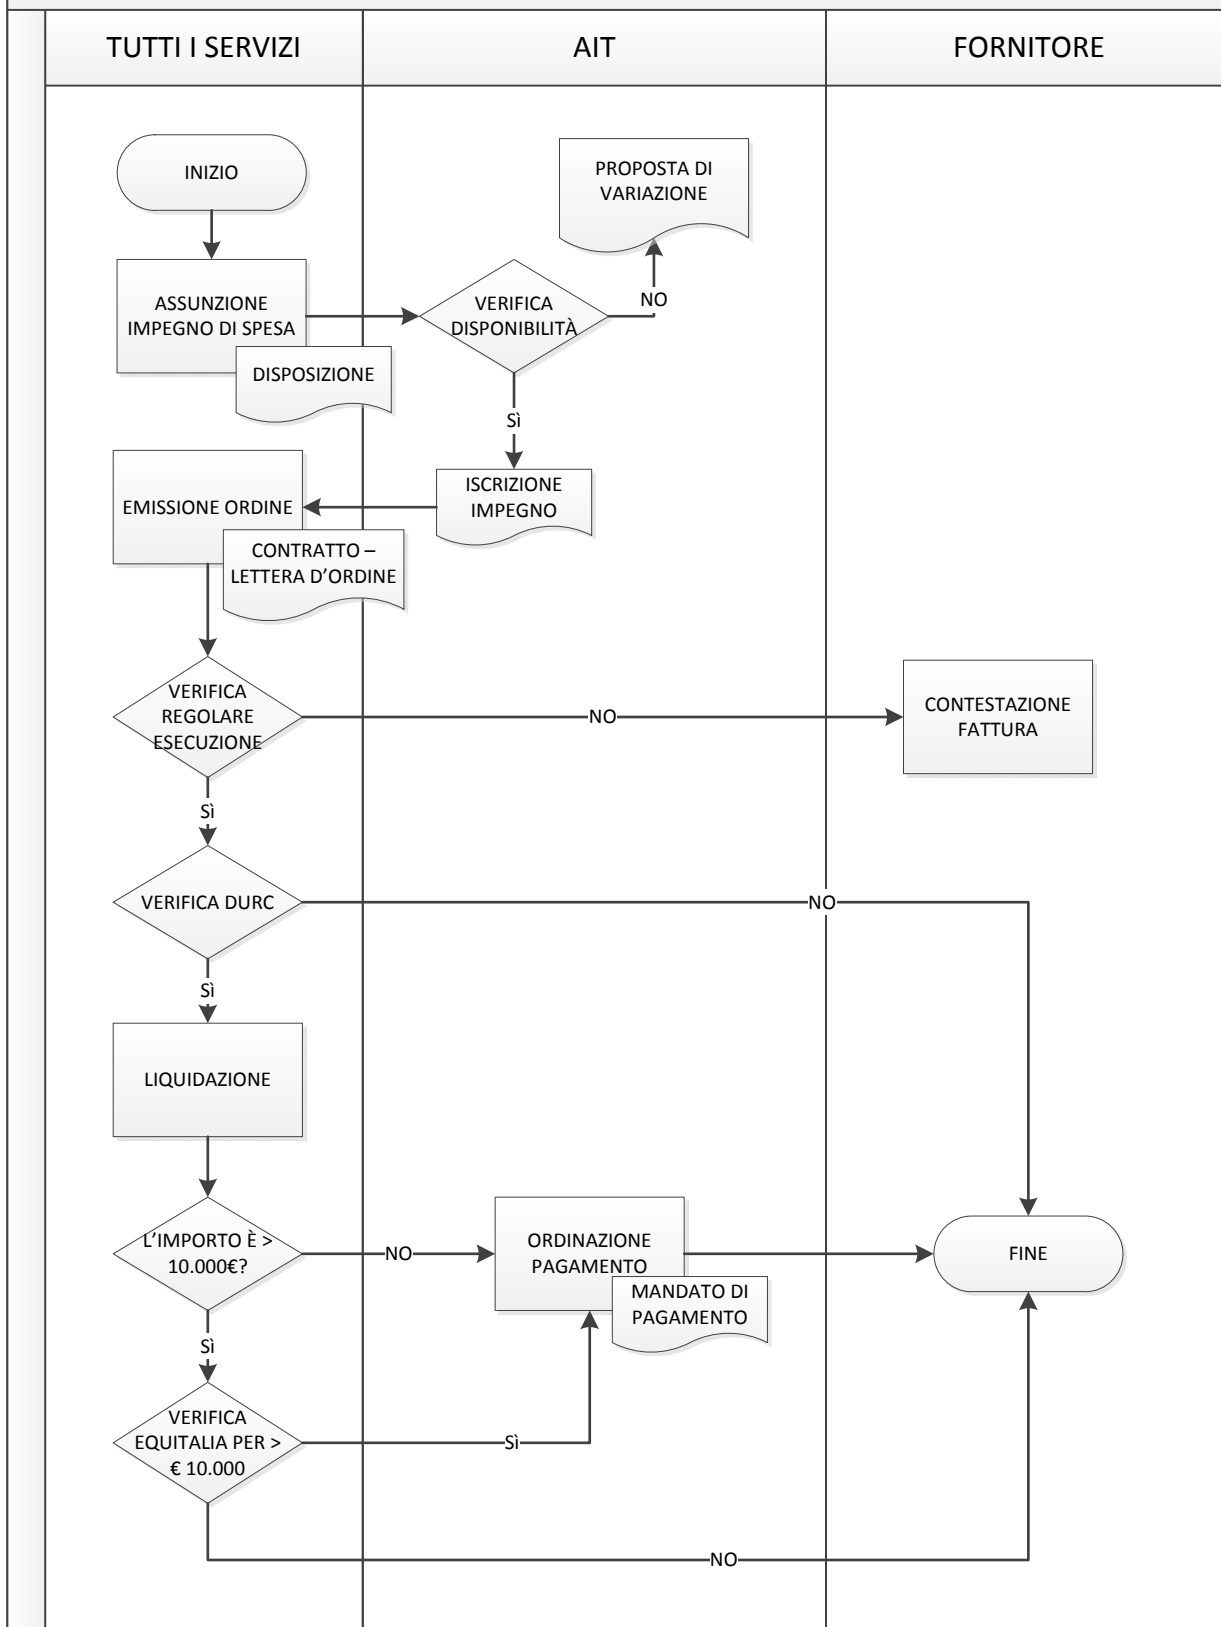 TUTTI I SERVIZI
AIT
FORNITORE
INIZIO
PROPOSTA DI
VARIAZIONE
ASSUNZIONE
IMPEGNO DI SPESA
VERIFICA
DISPONIBILITÀ
NO
DISPOSIZIONE
Sì
EMISSIONE ORDINE
ISCRIZIONE
IMPEGNO
CONTRATTO –
LETTERA D’ORDINE
VERIFICA
REGOLARE
ESECUZIONE
NO
CONTESTAZIONE
FATTURA
Sì
VERIFICA DURC
NO
Sì
LIQUIDAZIONE
L’IMPORTO È >
10.000€?
NO
ORDINAZIONE
PAGAMENTO
MANDATO DI
PAGAMENTO
FINE
Sì
VERIFICA
EQUITALIA PER >
€ 10.000
Sì
NO